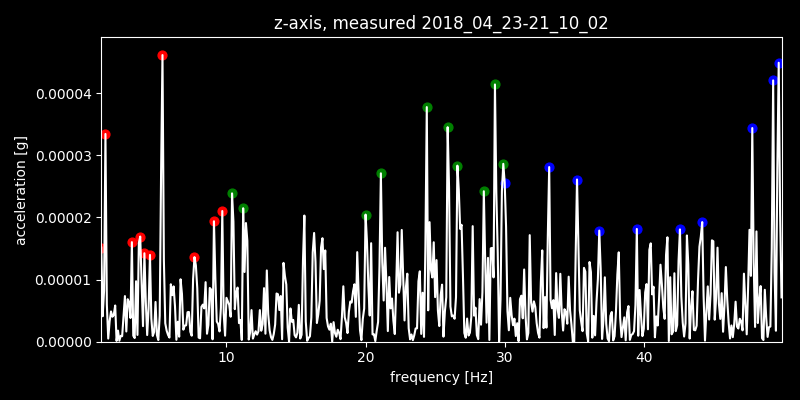 z-axis, measured 2018_04_23-21_10_02
acceleration [g]
0.00004
0.00003
0.00002
0.00001
0.00000
10 20 30 40
frequency [Hz]